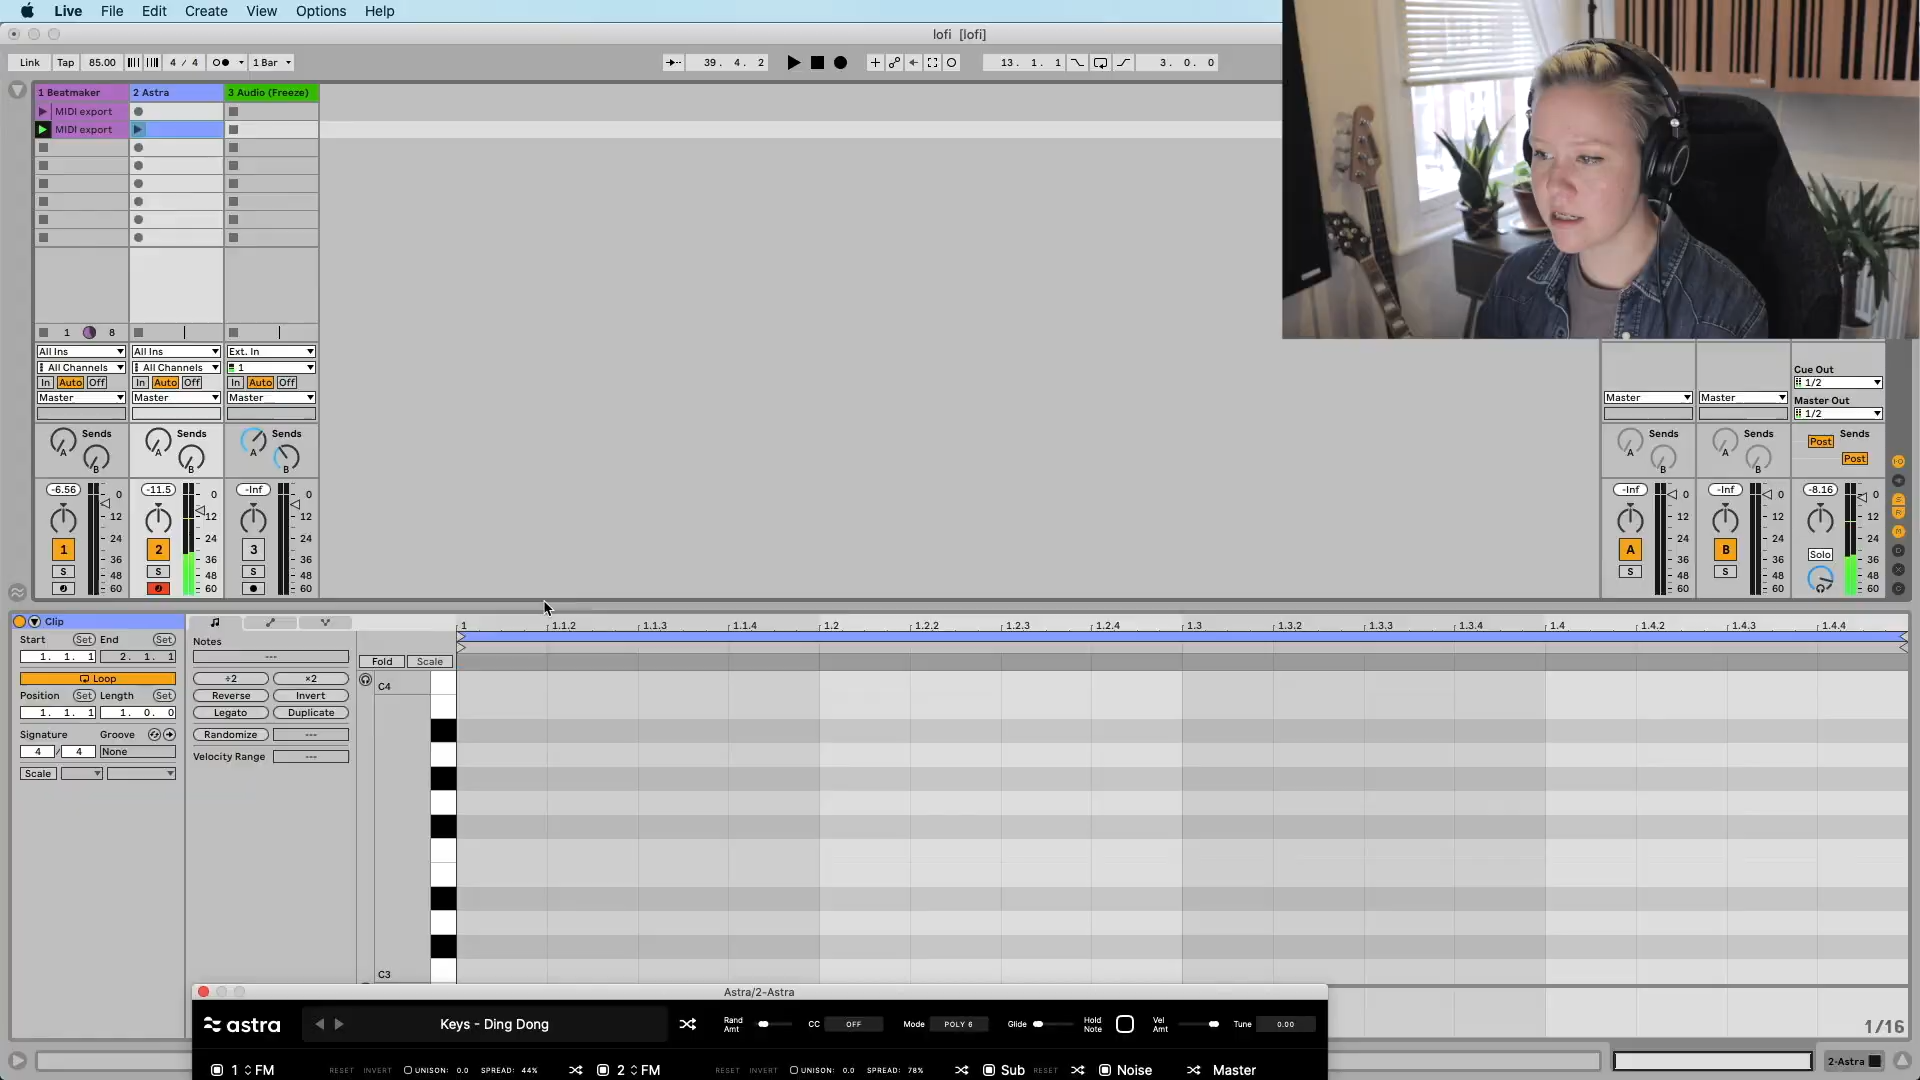 Live File Edit Create View Options Help
lofi [lofi]
Link Tap 85.00 4 / 4 1 Bar 39. 4. 2 13. 1. 1 3. 0. 0
1 Beatmaker 2 Astra 3 Audio (Freeze)
MIDI export
MIDI export
1 8
All Ins All Ins Ext. In
All Channels All Channels 1
In Auto Off In Auto Off In Auto Off
Master Master Master
Sends Sends Sends
A B A B A B
-6.56 -11.5 -Inf
0 0 0
12 12 12
24 24 24
1 2 3 36 36 36
S S S 48 48 48
60 60 60
Cue Out
1/2
Master Master Master Out
1/2
Sends Sends Post Sends
A B A B Post
-Inf -Inf -8.16
0 0 0
12 12 12
24 24 24
A B Solo 36 36 36
S S 48 48 48
60 60 60
Clip
Start Set End Set
1. 1. 1 2. 1. 1
Loop
Position Set Length Set
1. 1. 1 1. 0. 0
Signature Groove
4 / 4 None
Scale
Notes
---
÷2 ×2
Reverse Invert
Legato Duplicate
Randomize ---
Velocity Range ---
Fold Scale
1 1.1.2 1.1.3 1.1.4 1.2 1.2.2 1.2.3 1.2.4 1.3 1.3.2 1.3.3 1.3.4 1.4 1.4.2 1.4.3 1.4.4
C4
C3
1/16
Astra/2-Astra
astra Keys - Ding Dong Rand Amt CC OFF Mode POLY 6 Glide Hold Note Vel Amt Tune 0.00
1 FM RESET INVERT UNISON: 0.0 SPREAD: 44% 2 FM RESET INVERT UNISON: 0.0 SPREAD: 78% Sub RESET Noise Master
2-Astra